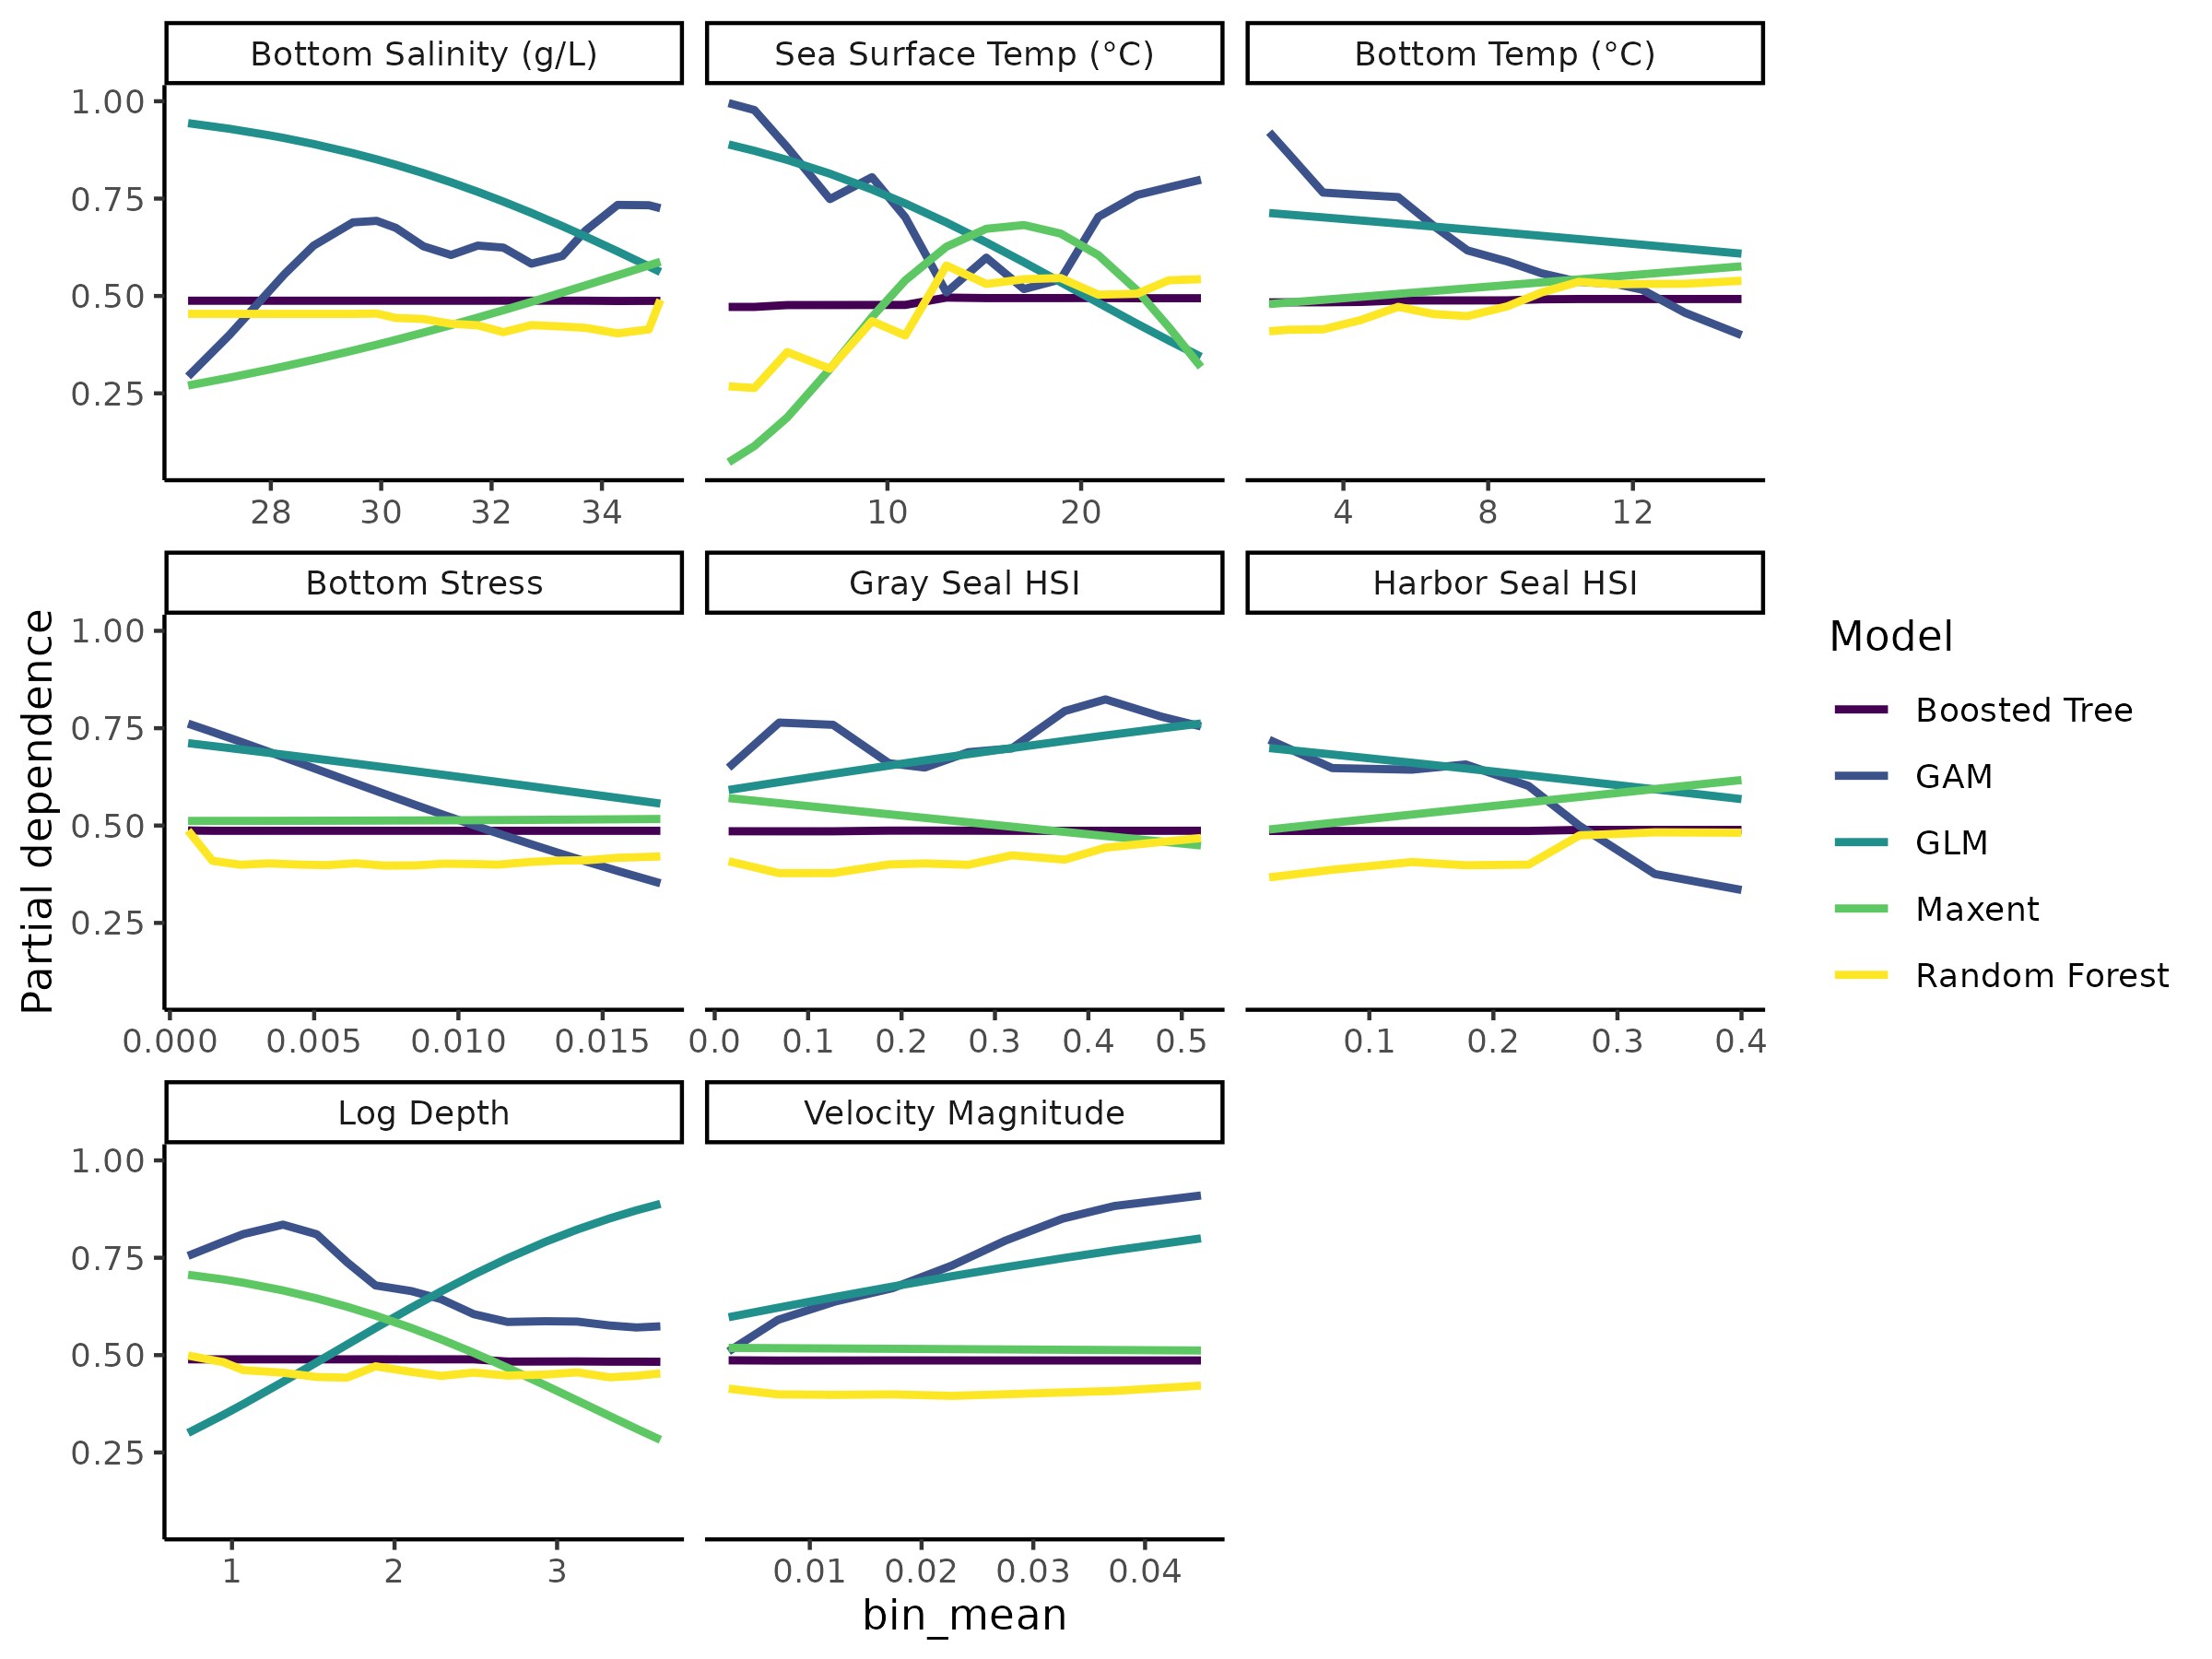 Bottom Salinity (g/L)
Sea Surface Temp (°C)
Bottom Temp (°C)
1.00
0.75
0.50
0.25
28 30 32 34
10 20
4 8 12
Bottom Stress
Gray Seal HSI
Harbor Seal HSI
Partial dependence
1.00
0.75
0.50
0.25
0.000 0.005 0.010 0.015
0.0 0.1 0.2 0.3 0.4 0.5
0.1 0.2 0.3 0.4
Log Depth
Velocity Magnitude
1.00
0.75
0.50
0.25
1 2 3
0.01 0.02 0.03 0.04
bin_mean
Model
Boosted Tree
GAM
GLM
Maxent
Random Forest